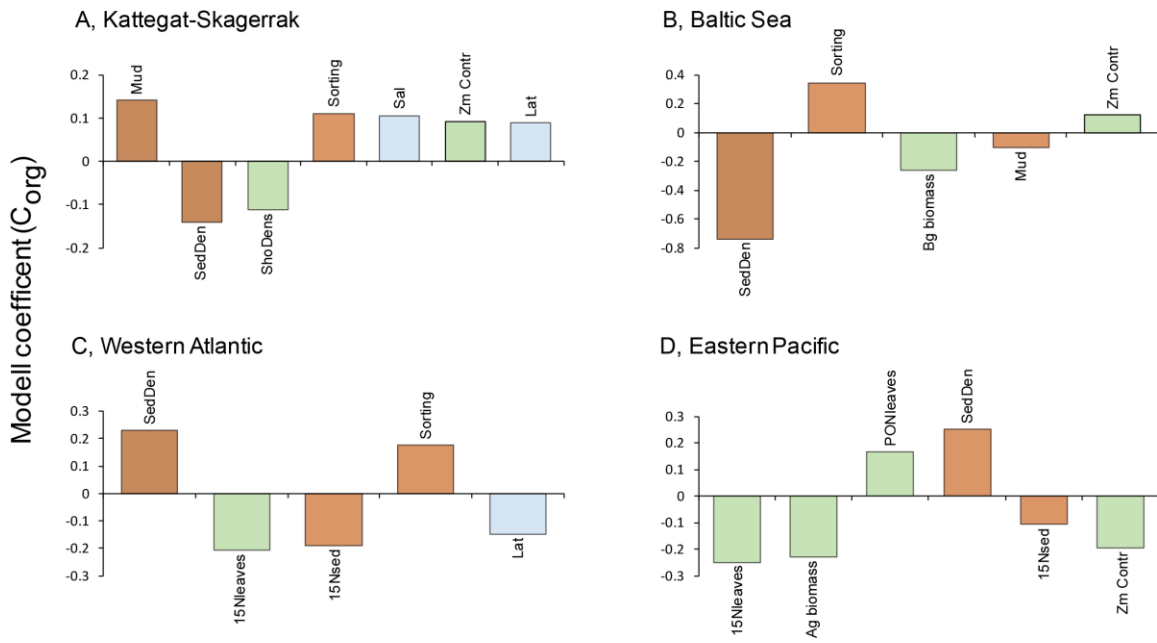 A, Kattegat-Skagerrak
B, Baltic Sea
Modell coefficent (Corg)
0.2
0.1
0
-0.1
-0.2
Mud
SedDen
ShoDens
Sorting
Sal
Zm Contr
Lat
0.4
0.2
0
-0.2
-0.4
-0.6
-0.8
SedDen
Sorting
Bg biomass
Mud
Zm Contr
C, Western Atlantic
D, Eastern Pacific
0.3
0.2
0.1
0
-0.1
-0.2
-0.3
SedDen
15Nleaves
15Nsed
Sorting
Lat
0.3
0.2
0.1
0
-0.1
-0.2
-0.3
15Nleaves
Ag biomass
PONleaves
SedDen
15Nsed
Zm Contr